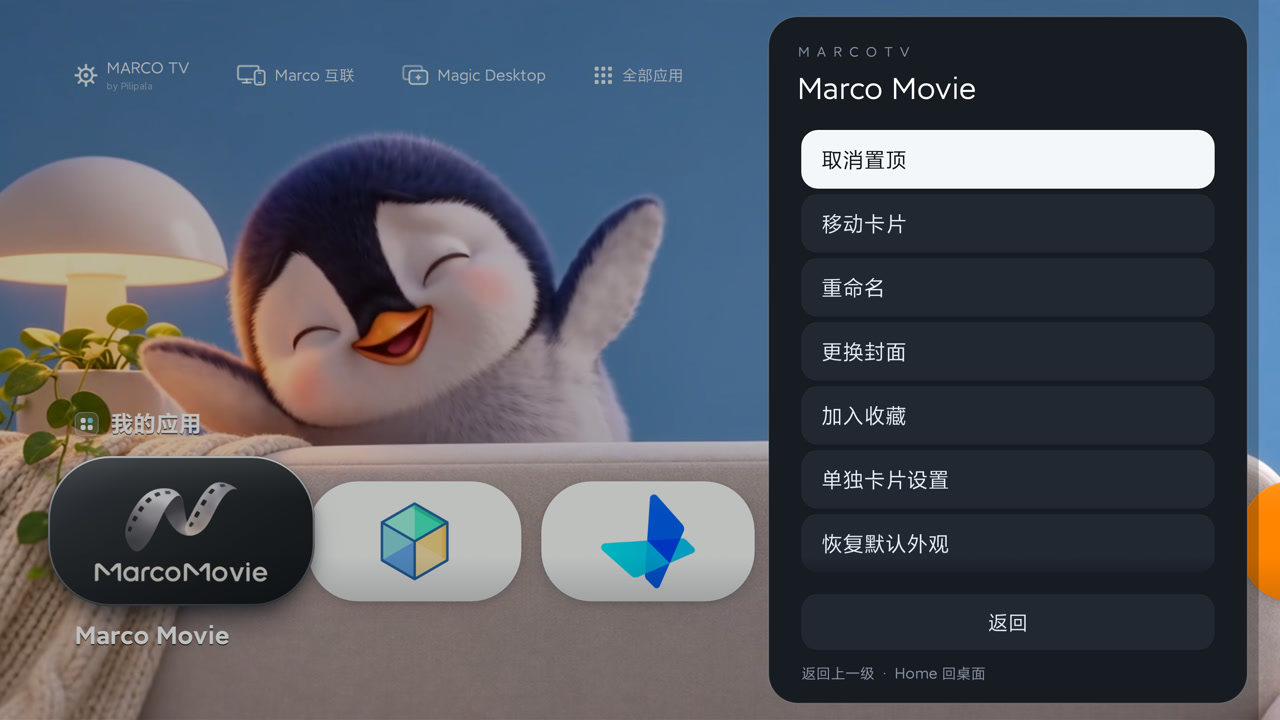 MARCO TV
by Pilipala
Marco 互联
Magic Desktop
全部应用
我的应用
MarcoMovie
Marco Movie
MARCOTV
Marco Movie
取消置顶
移动卡片
重命名
更换封面
加入收藏
单独卡片设置
恢复默认外观
返回
返回上一级 · Home 回桌面